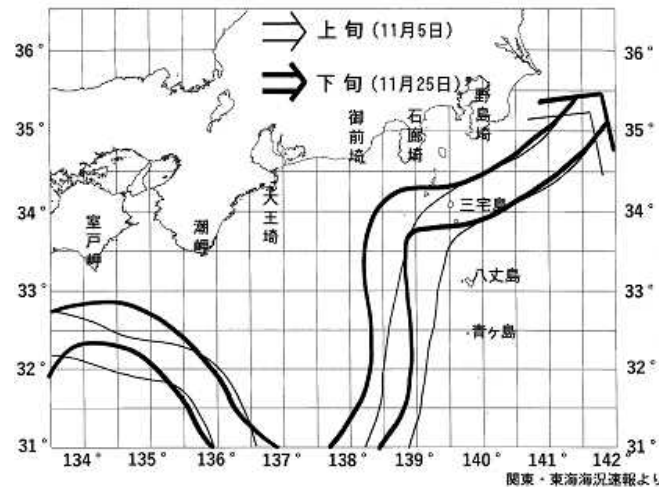 上旬(11月5日)
下旬(11月25日)
36°
36°
35°
35°
34°
34°
33°
33°
32°
32°
31°
31°
野島埼
石廊埼
御前埼
大王埼
潮岬
室戸岬
三宅島
八丈島
青ヶ島
134°
135°
136°
137°
138°
139°
140°
141°
142°
関東・東海海況速報より